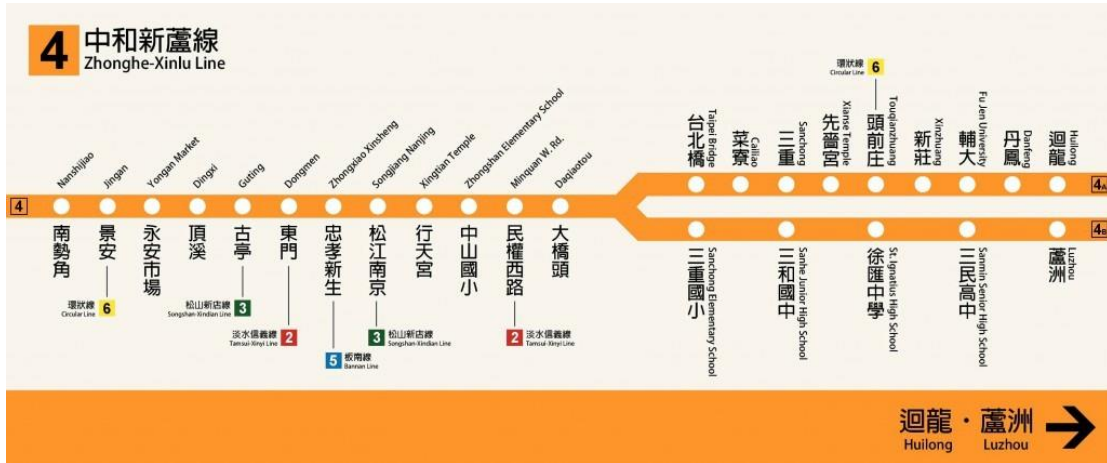 4
中和新蘆線
Zhonghe-Xinlu Line
環狀線
Circular Line
6
4
Nanshijao
Jingan
Yongan Market
Dingxi
Guting
Dongmen
Zhongxiao Xinsheng
Songjiang Nanjing
Xingtian Temple
Zhongshan Elementary School
Minquan W. Rd.
Daqiaotou
南勢角
景安
永安市場
頂溪
古亭
東門
忠孝新生
松江南京
行天宮
中山國小
民權西路
大橋頭
環狀線
Circular Line
6
松山新店線
Songshan-Xindian Line
3
淡水信義線
Tamsui-Xinyi Line
2
5
板南線
Bannan Line
3
松山新店線
Songshan-Xindian Line
2
淡水信義線
Tamsui-Xinyi Line
台北橋
Taipei Bridge
菜寮
Cailiao
三重
Sanchong
先嗇宮
Xianse Temple
頭前庄
Touqianzhuang
新莊
Xinzhuang
輔大
Fu Jen University
丹鳳
Danfeng
迴龍
Huilong
4A
4B
三重國小
Sanchong Elementary School
三和國中
Sanhe Junior High School
徐匯中學
St. Ignatius High School
三民高中
Sanmin Senior High School
蘆洲
Luzhou
迴龍・蘆洲
Huilong Luzhou